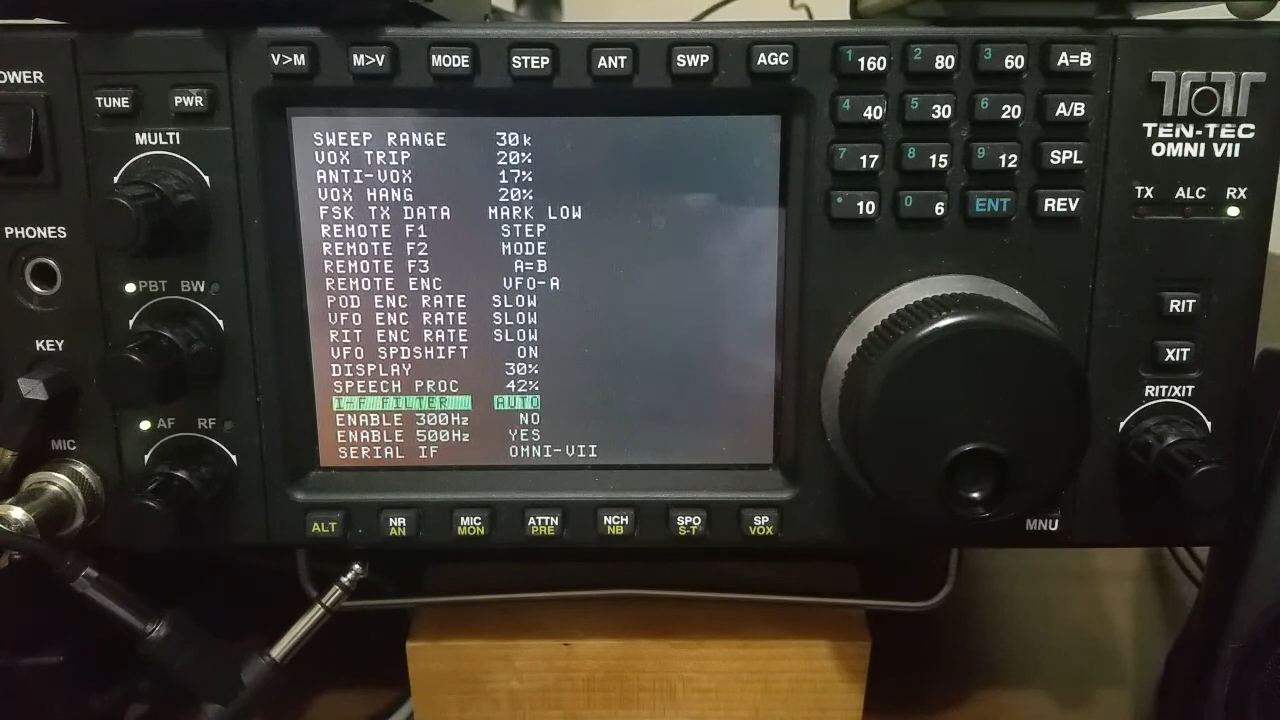 OWER
TUNE PWR
MULTI
PHONES
PBT BW
KEY
AF RF
MIC
V>M M>V MODE STEP ANT SWP AGC
SWEEP RANGE 30k
VOX TRIP 20%
ANTI-VOX 17%
VOX HANG 20%
FSK TX DATA MARK LOW
REMOTE F1 STEP
REMOTE F2 MODE
REMOTE F3 A=B
REMOTE ENC VFO-A
POD ENC RATE SLOW
VFO ENC RATE SLOW
RIT ENC RATE SLOW
VFO SPDSHIFT ON
DISPLAY 30%
SPEECH PROC 42%
I-F FILTER AUTO
ENABLE 300Hz NO
ENABLE 500Hz YES
SERIAL IF OMNI-VII
ALT NR MIC ATTN NCH SPO SP
AN MON PRE NB S-T VOX
1 160 2 80 3 60 A=B
4 40 5 30 6 20 A/B
7 17 8 15 9 12 SPL
• 10 0 6 ENT REV
MNU
TEN-TEC
OMNI VII
TX ALC RX
RIT
XIT
RIT/XIT